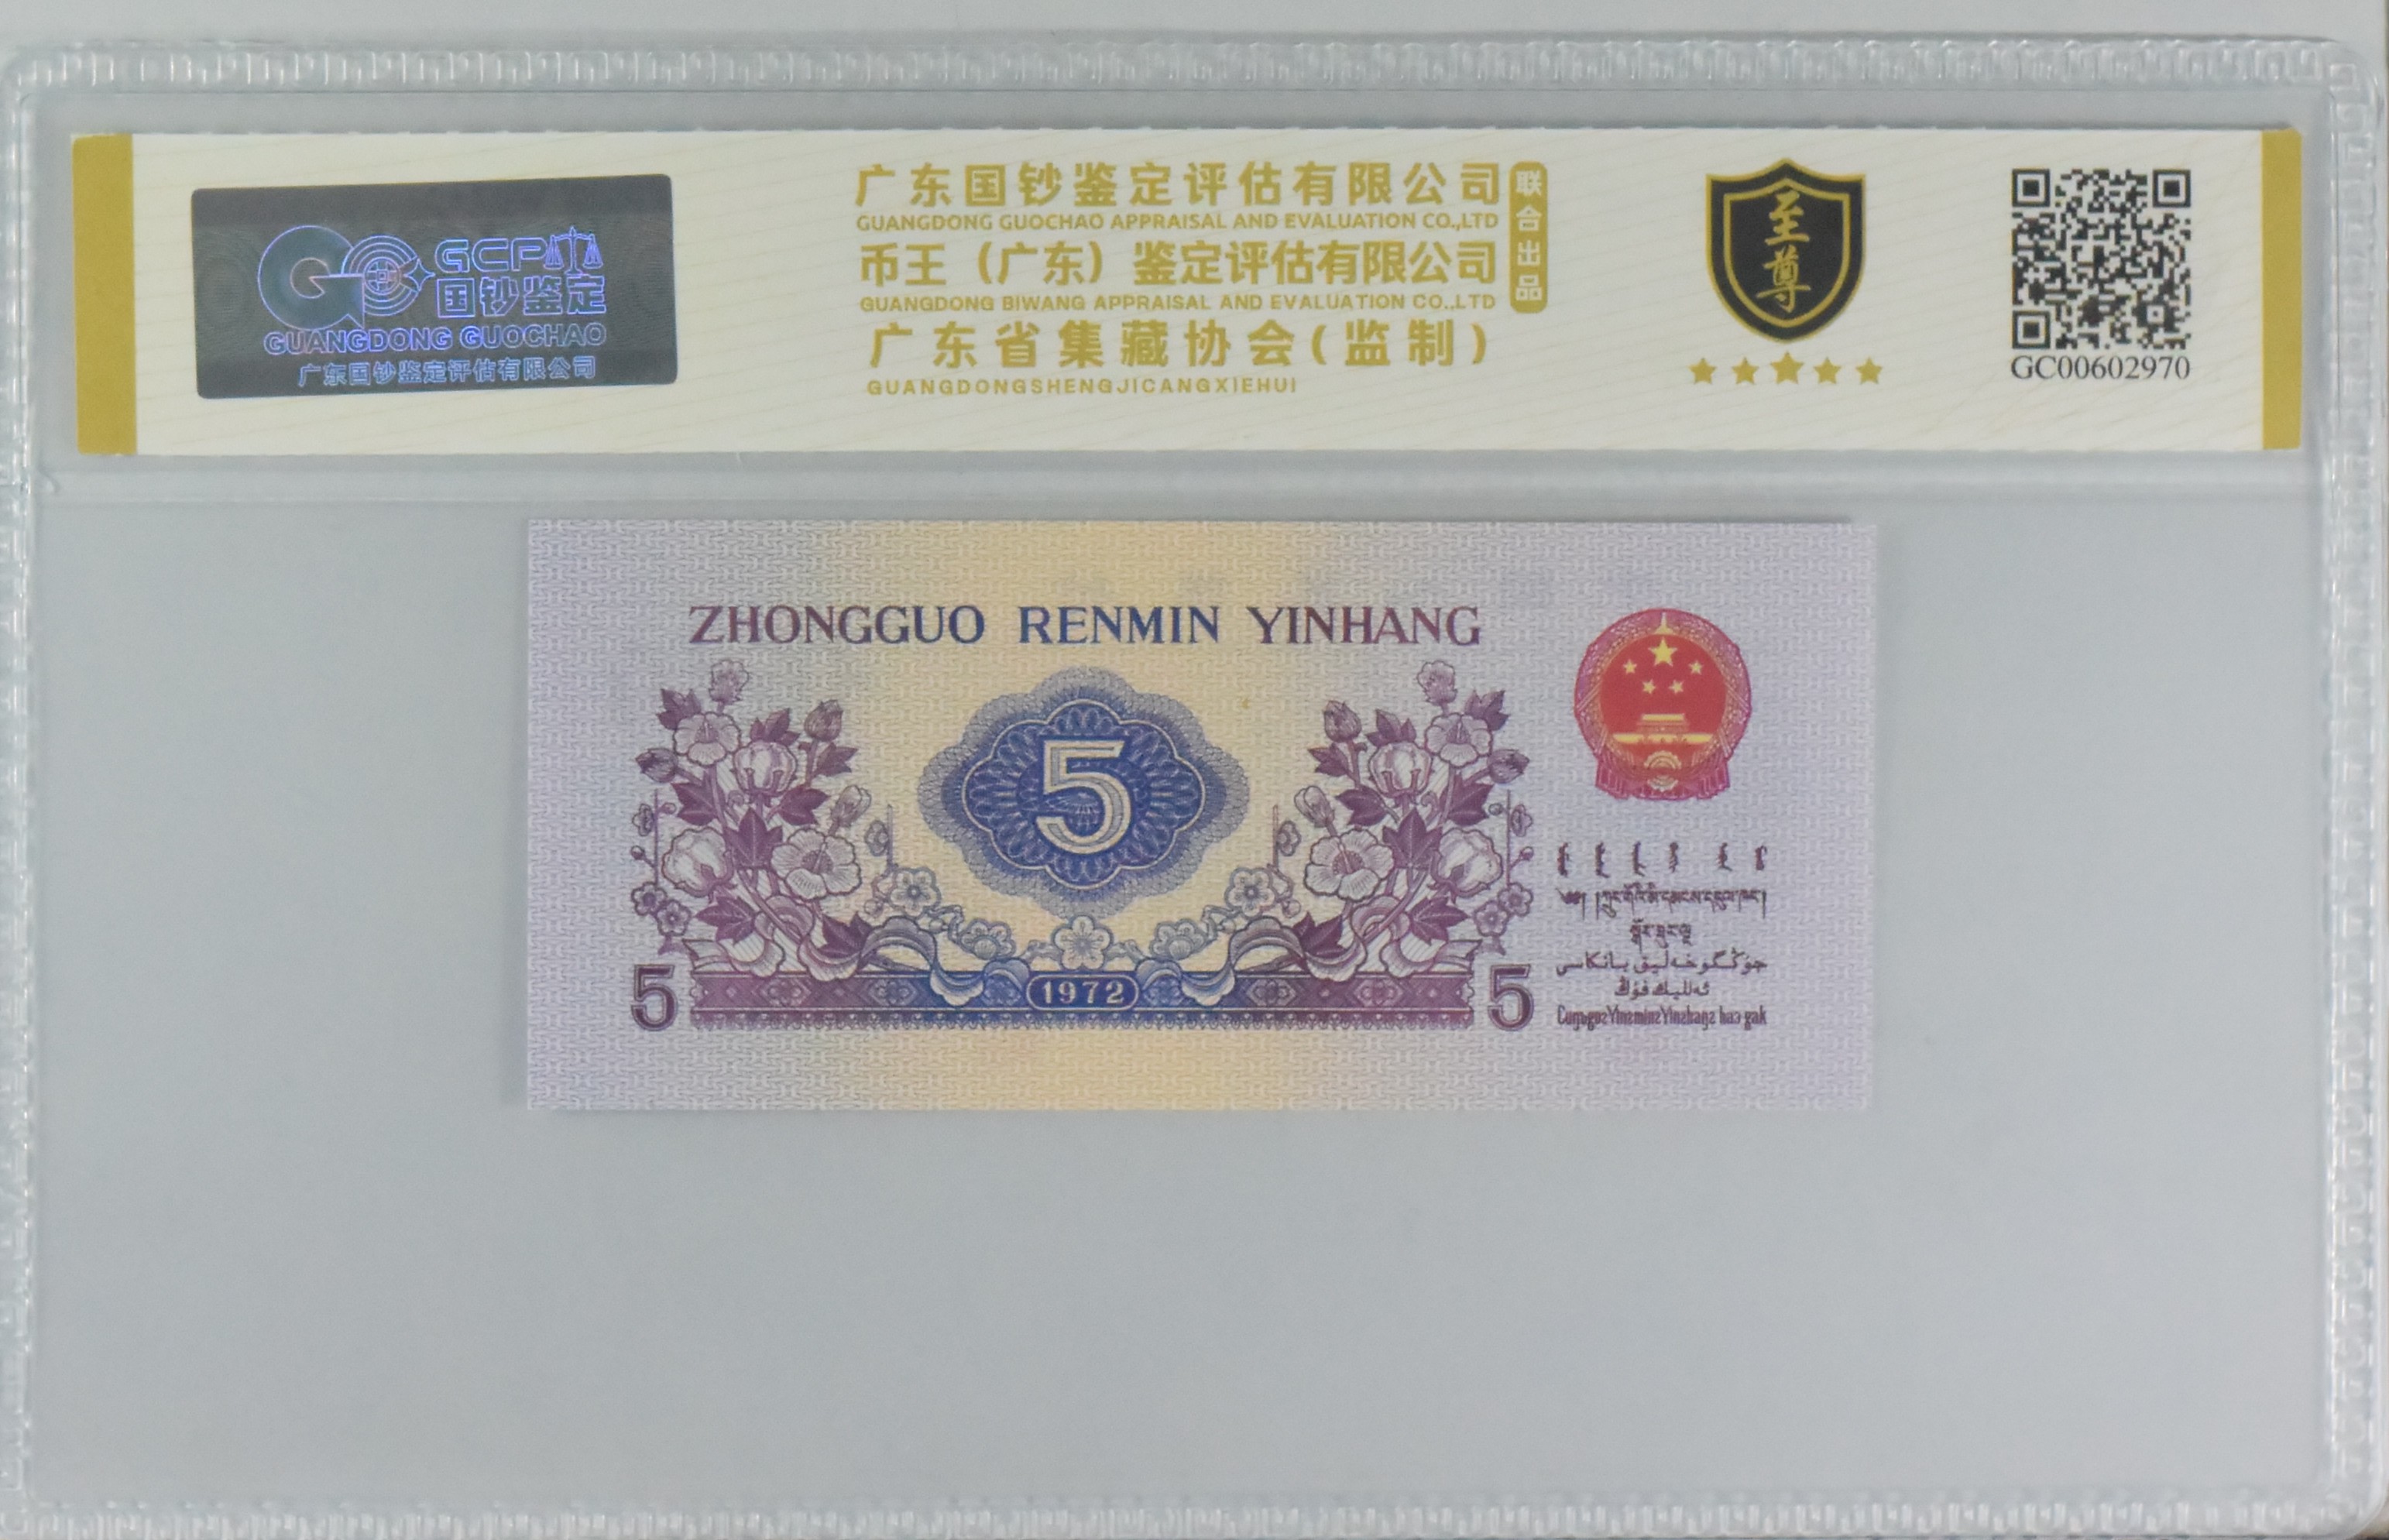 GCP
国钞鉴定
GUANGDONG GUOCHAO
广东国钞鉴定评估有限公司
广东国钞鉴定评估有限公司
GUANGDONG GUOCHAO APPRAISAL AND EVALUATION CO.,LTD
币王（广东）鉴定评估有限公司
GUANGDONG BIWANG APPRAISAL AND EVALUATION CO.,LTD
广东省集藏协会(监制)
GUANGDONGSHENGJICANGXIEHUI
联合出品
至尊
GC00602970
ZHONGGUO RENMIN YINHANG
5
1972
5
5